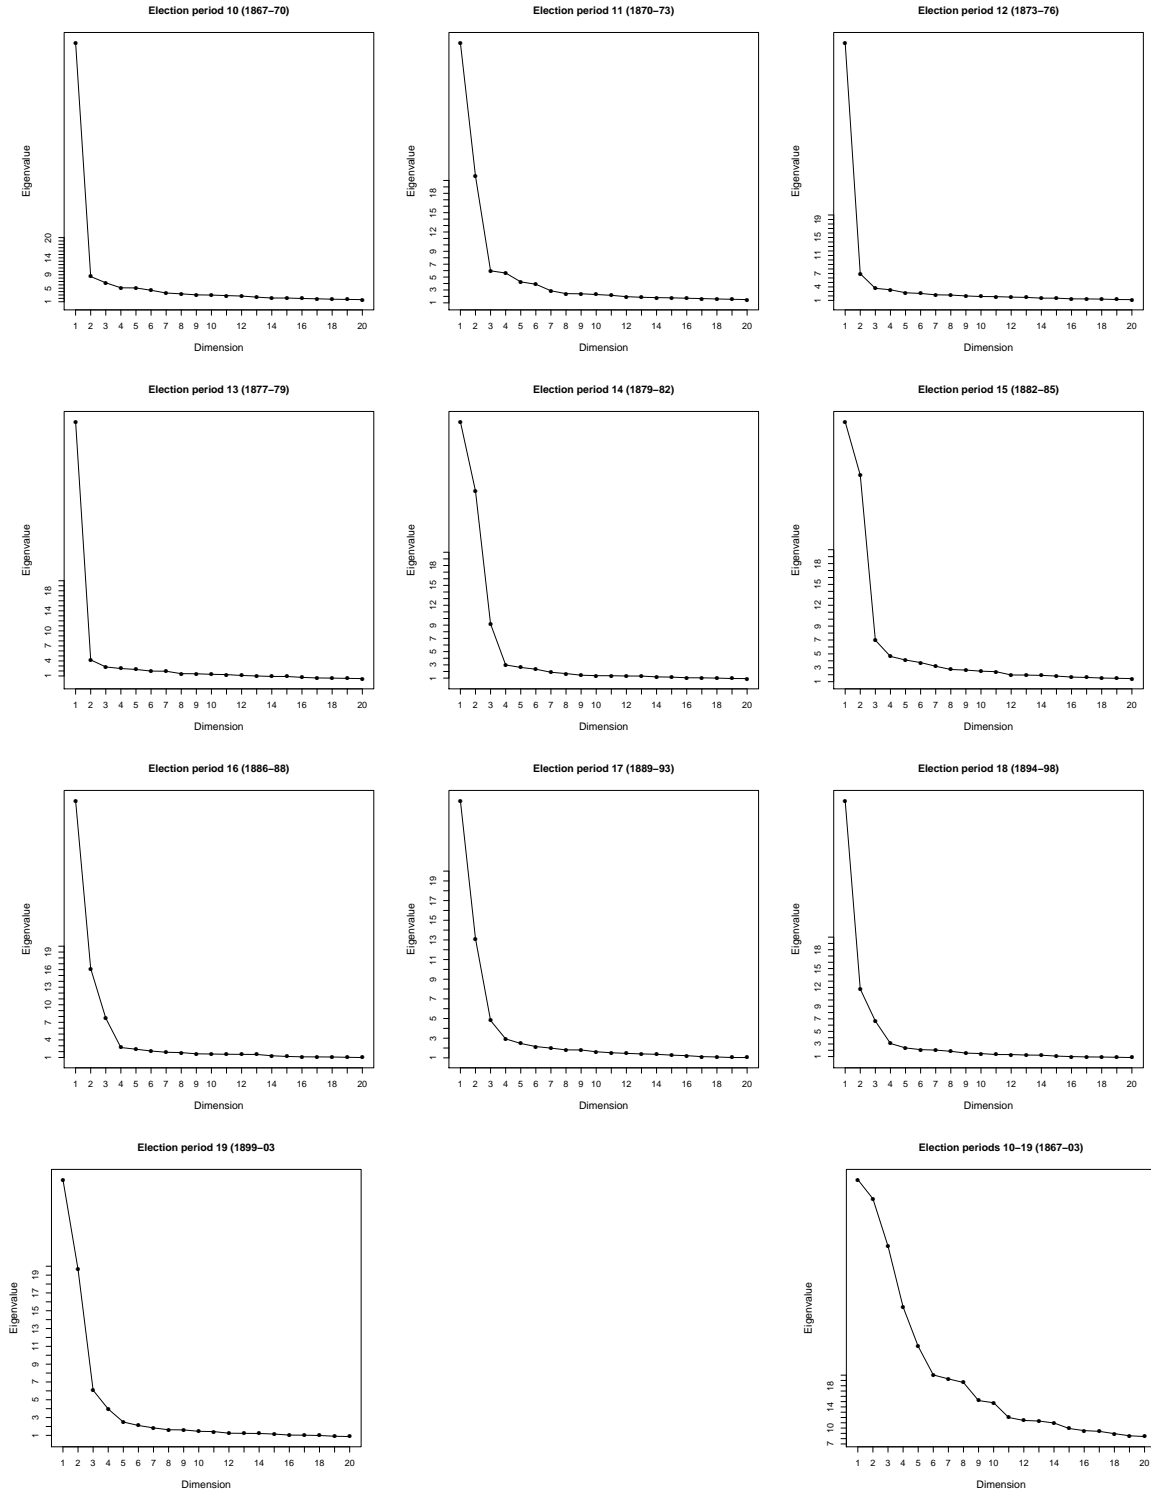 Election period 10 (1867–70)
Eigenvalue
20
14
9
5
1
1 2 3 4 5 6 7 8 9 10 12 14 16 18 20
Dimension
Election period 11 (1870–73)
Eigenvalue
18
15
12
9
7
5
3
1
1 2 3 4 5 6 7 8 9 10 12 14 16 18 20
Dimension
Election period 12 (1873–76)
Eigenvalue
19
15
11
7
4
1
1 2 3 4 5 6 7 8 9 10 12 14 16 18 20
Dimension
Election period 13 (1877–79)
Eigenvalue
18
14
10
7
4
1
1 2 3 4 5 6 7 8 9 10 12 14 16 18 20
Dimension
Election period 14 (1879–82)
Eigenvalue
18
15
12
9
7
5
3
1
1 2 3 4 5 6 7 8 9 10 12 14 16 18 20
Dimension
Election period 15 (1882–85)
Eigenvalue
18
15
12
9
7
5
3
1
1 2 3 4 5 6 7 8 9 10 12 14 16 18 20
Dimension
Election period 16 (1886–88)
Eigenvalue
19
16
13
10
7
4
1
1 2 3 4 5 6 7 8 9 10 12 14 16 18 20
Dimension
Election period 17 (1889–93)
Eigenvalue
19
17
15
13
11
9
7
5
3
1
1 2 3 4 5 6 7 8 9 10 12 14 16 18 20
Dimension
Election period 18 (1894–98)
Eigenvalue
18
15
12
9
7
5
3
1
1 2 3 4 5 6 7 8 9 10 12 14 16 18 20
Dimension
Election period 19 (1899–03
Eigenvalue
19
17
15
13
11
9
7
5
3
1
1 2 3 4 5 6 7 8 9 10 12 14 16 18 20
Dimension
Election periods 10–19 (1867–03)
Eigenvalue
18
14
10
7
1 2 3 4 5 6 7 8 9 10 12 14 16 18 20
Dimension